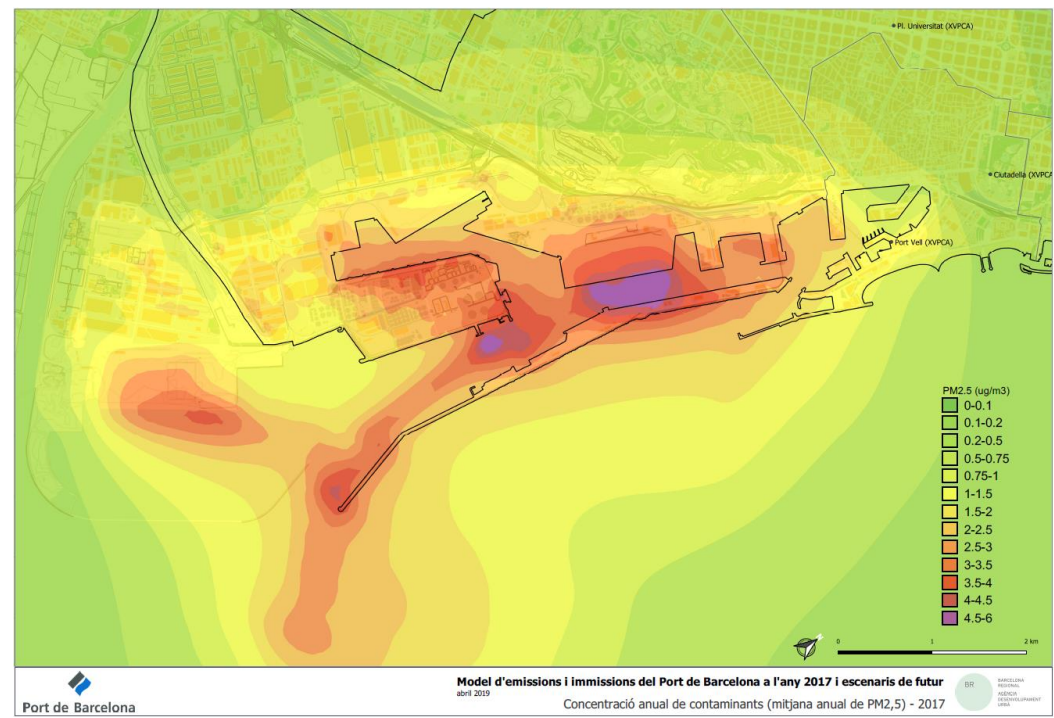 Pl. Universitat (XVPCA)
Ciutadella (XVPCA
Port Vell (XVPCA)
PM2.5 (ug/m3)
0-0.1
0.1-0.2
0.2-0.5
0.5-0.75
0.75-1
1-1.5
1.5-2
2-2.5
2.5-3
3-3.5
3.5-4
4-4.5
4.5-6
N
0 1 2 km
Port de Barcelona
Model d'emissions i immissions del Port de Barcelona a l'any 2017 i escenaris de futur
abril 2019
Concentració anual de contaminants (mitjana anual de PM2,5) - 2017
BR
BARCELONA
REGIONAL
AGÈNCIA
DESENVOLUPAMENT
URBÀ